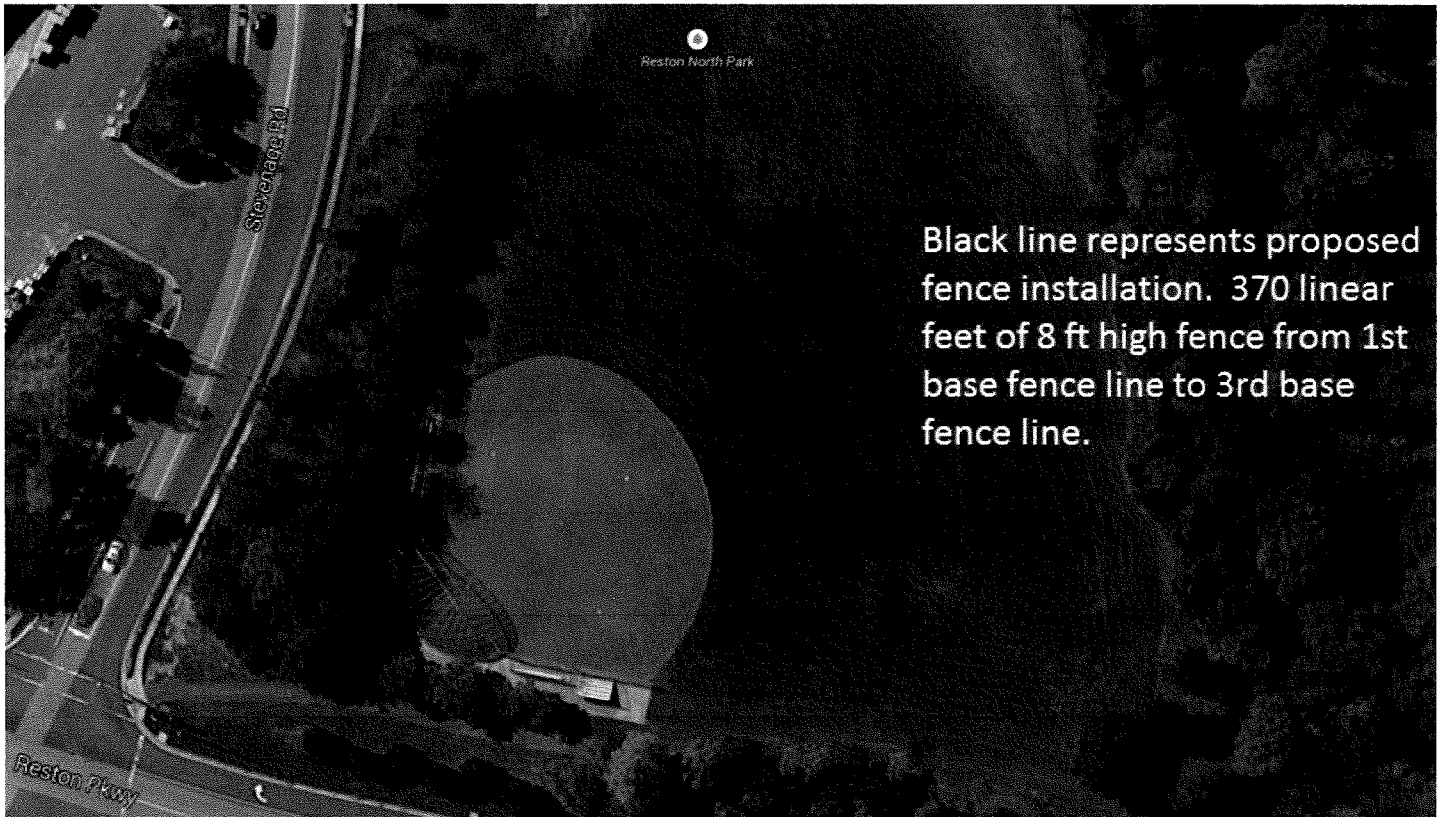 Reston North Park
Stevenage Rd
Black line represents proposed
fence installation. 370 linear
feet of 8 ft high fence from 1st
base fence line to 3rd base
fence line.
Reston Pkwy